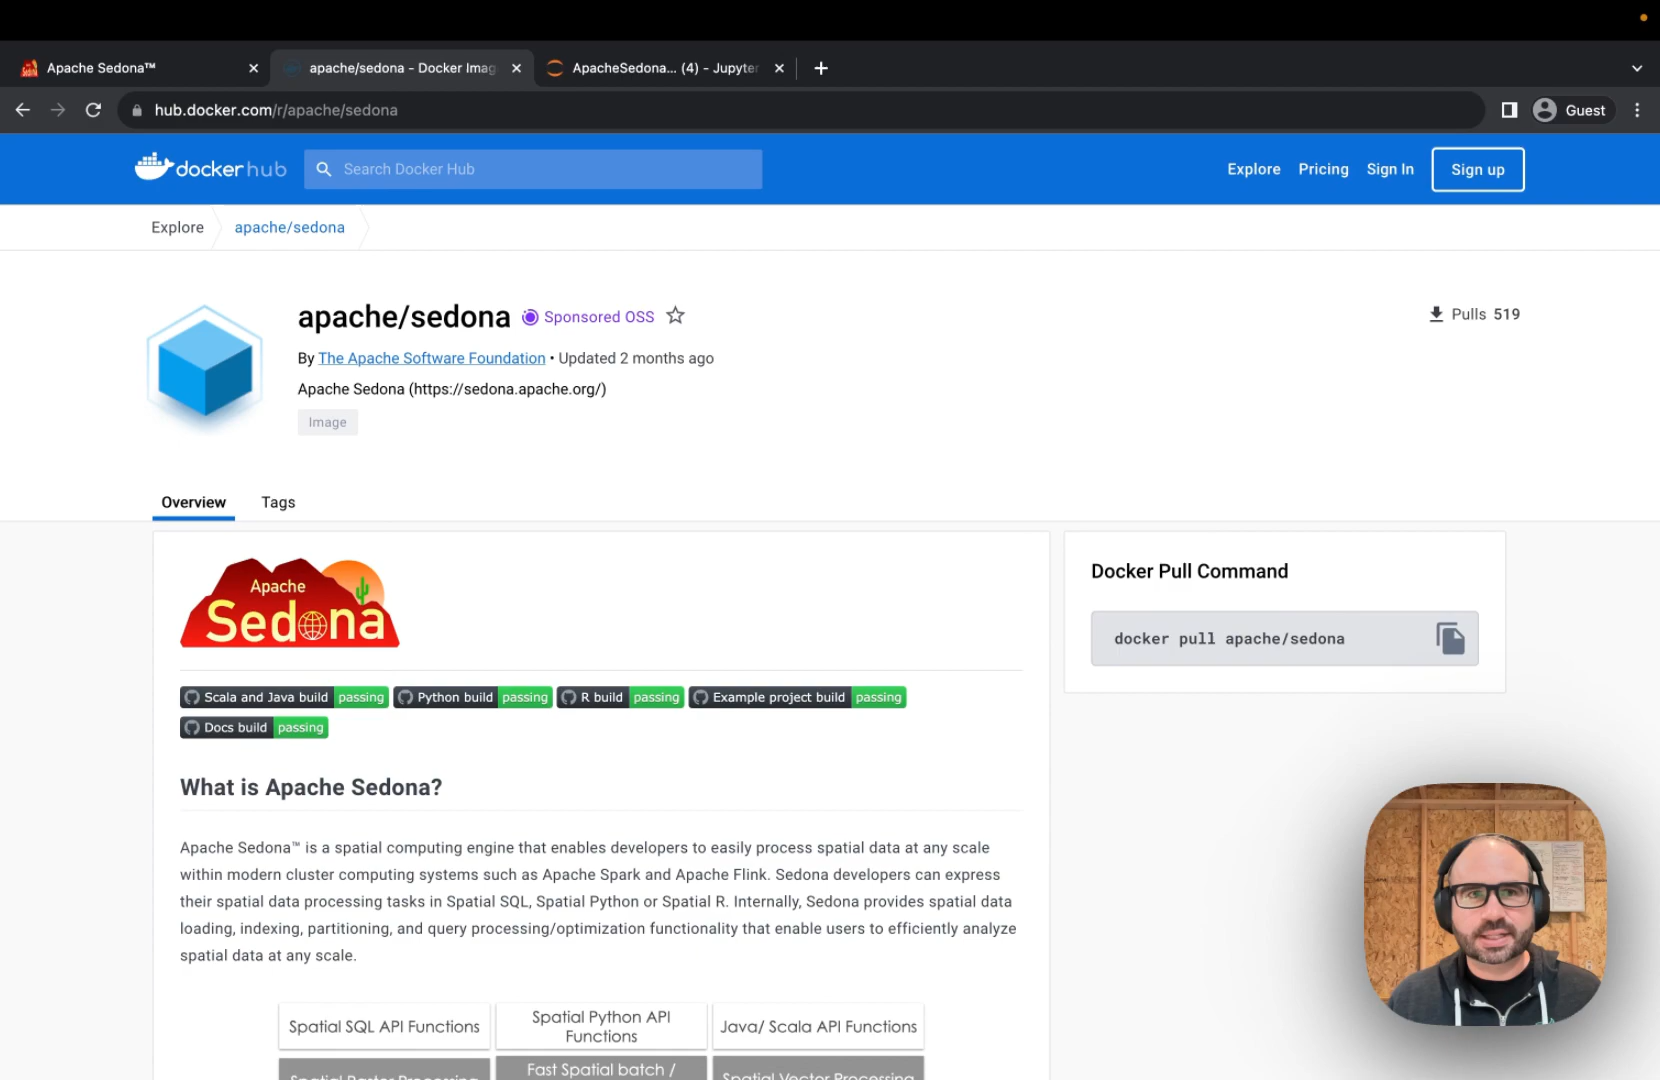 Apache Sedona™
apache/sedona - Docker Imag
ApacheSedona... (4) - Jupyter
hub.docker.com/r/apache/sedona
Guest
dockerhub
Search Docker Hub
Explore
Pricing
Sign In
Sign up
Explore
apache/sedona
apache/sedona
Sponsored OSS
Pulls 519
By The Apache Software Foundation • Updated 2 months ago
Apache Sedona (https://sedona.apache.org/)
Image
Overview
Tags
Apache
Sedona
Docker Pull Command
docker pull apache/sedona
Scala and Java build passing
Python build passing
R build passing
Example project build passing
Docs build passing
What is Apache Sedona?
Apache Sedona™ is a spatial computing engine that enables developers to easily process spatial data at any scale
within modern cluster computing systems such as Apache Spark and Apache Flink. Sedona developers can express
their spatial data processing tasks in Spatial SQL, Spatial Python or Spatial R. Internally, Sedona provides spatial data
loading, indexing, partitioning, and query processing/optimization functionality that enable users to efficiently analyze
spatial data at any scale.
Spatial SQL API Functions
Spatial Python API
Functions
Java/ Scala API Functions
Spatial Raster Processing
Fast Spatial batch /
Spatial Vector Processing